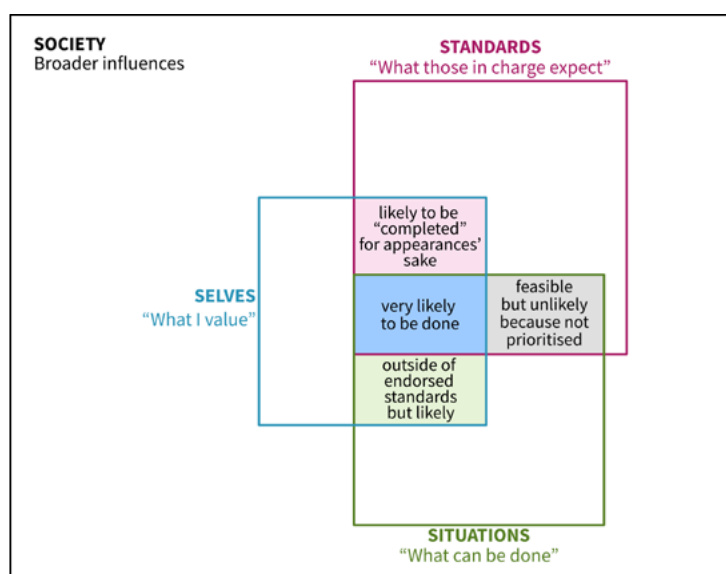 SOCIETY
Broader influences
STANDARDS
“What those in charge expect”
likely to be
“completed”
for appearances’
sake
SELVES
“What I value”
very likely
to be done
feasible
but unlikely
because not
prioritised
outside of
endorsed
standards
but likely
SITUATIONS
“What can be done”